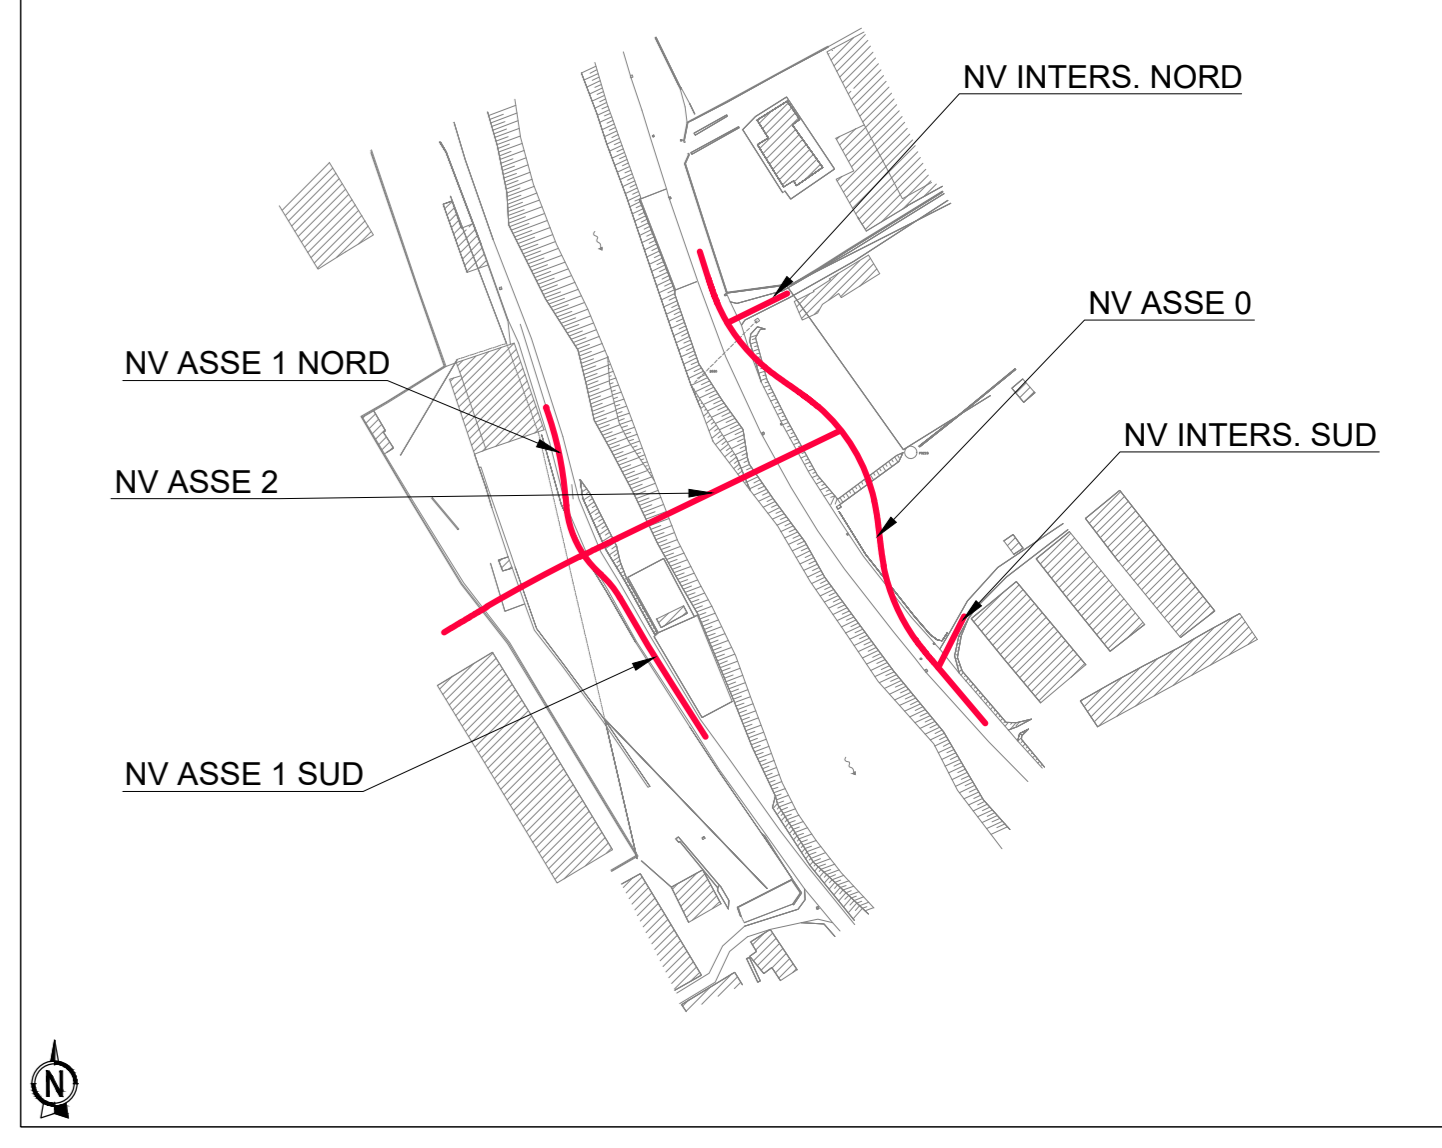 NV INTERS. NORD
NV ASSE 0
NV ASSE 1 NORD
NV INTERS. SUD
NV ASSE 2
NV ASSE 1 SUD
N